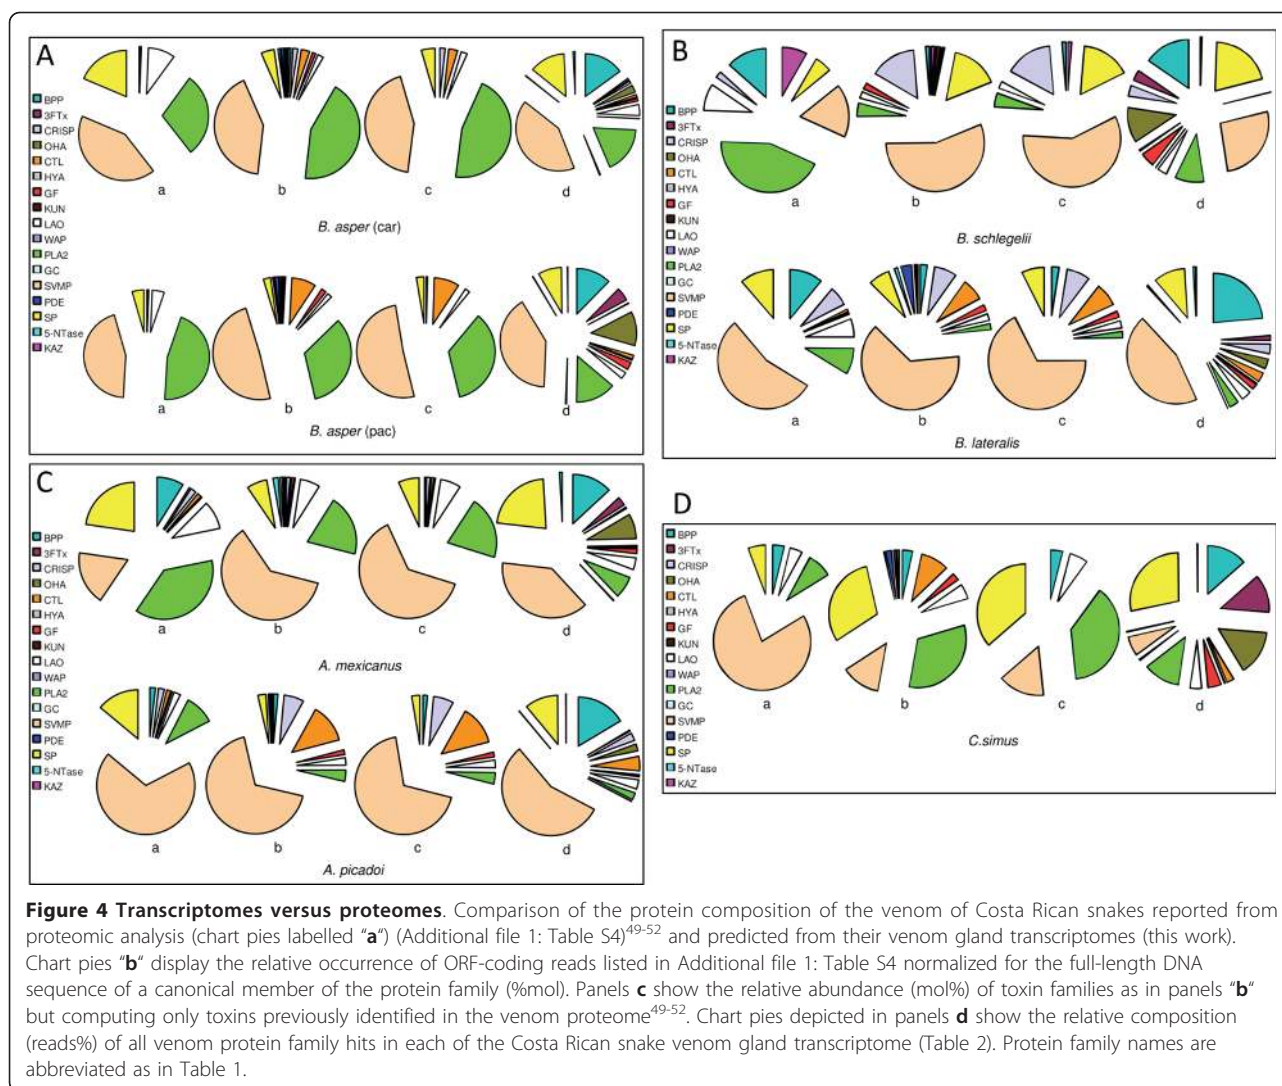 A
BPP
3FTx
CRISP
OHA
CTL
HYA
GF
KUN
LAO
WAP
PLA2
GC
SVMP
PDE
SP
5-NTase
KAZ
a
b
c
d
B. asper (car)
a
b
c
d
B. asper (pac)
B
BPP
3FTx
CRISP
OHA
CTL
HYA
GF
KUN
LAO
WAP
PLA2
GC
SVMP
PDE
SP
5-NTase
KAZ
a
b
c
d
B. schlegelii
a
b
c
d
B. lateralis
C
BPP
3FTx
CRISP
OHA
CTL
HYA
GF
KUN
LAO
WAP
PLA2
GC
SVMP
PDE
SP
5-NTase
KAZ
a
b
c
d
A. mexicanus
a
b
c
d
A. picadoi
D
BPP
3FTx
CRISP
OHA
CTL
HYA
GF
KUN
LAO
WAP
PLA2
GC
SVMP
PDE
SP
5-NTase
KAZ
a
b
c
d
C.simus
Figure 4 Transcriptomes versus proteomes. Comparison of the protein composition of the venom of Costa Rican snakes reported from
proteomic analysis (chart pies labelled "a") (Additional file 1: Table S4)49-52 and predicted from their venom gland transcriptomes (this work).
Chart pies "b" display the relative occurrence of ORF-coding reads listed in Additional file 1: Table S4 normalized for the full-length DNA
sequence of a canonical member of the protein family (%mol). Panels c show the relative abundance (mol%) of toxin families as in panels "b"
but computing only toxins previously identified in the venom proteome49-52. Chart pies depicted in panels d show the relative composition
(reads%) of all venom protein family hits in each of the Costa Rican snake venom gland transcriptome (Table 2). Protein family names are
abbreviated as in Table 1.